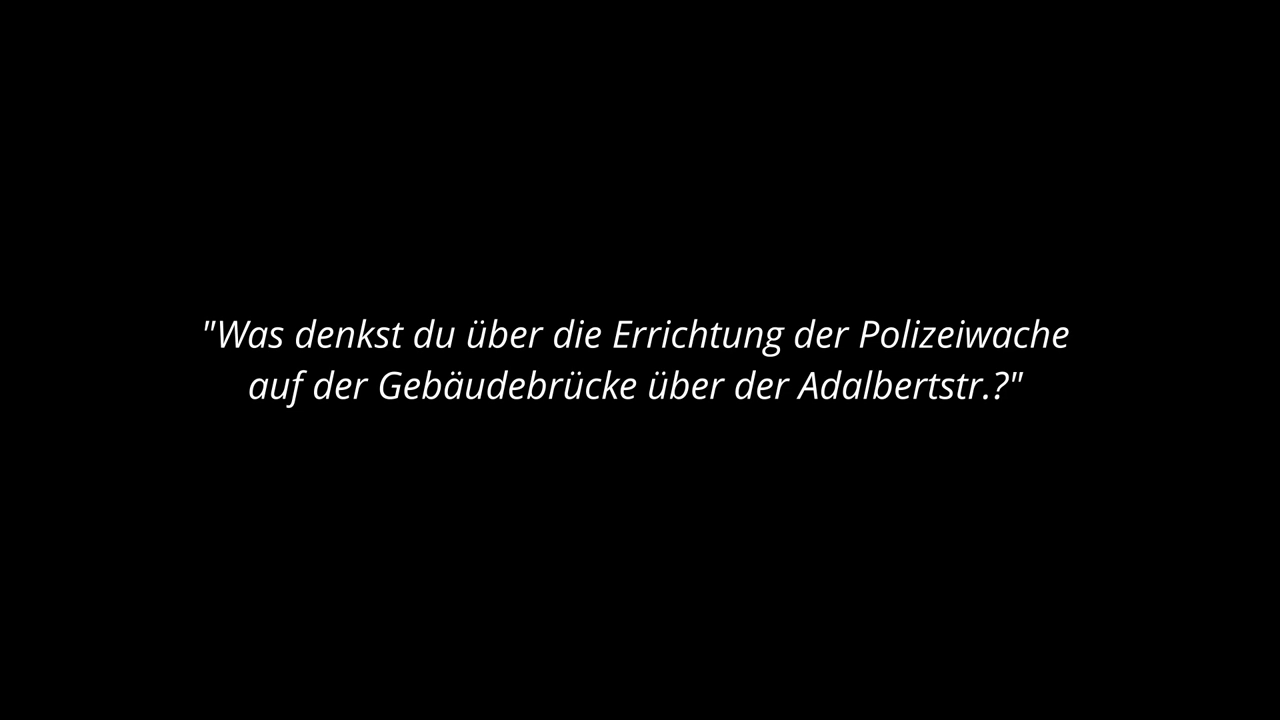 "Was denkst du über die Errichtung der Polizeiwache
auf der Gebäudebrücke über der Adalbertstr.?"